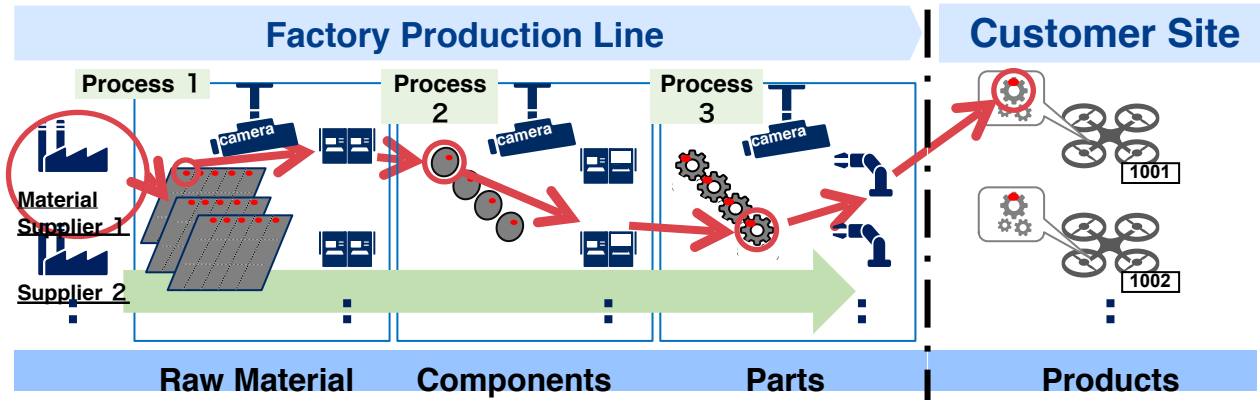 Factory Production Line
Customer Site
Process 1
Process
2
Process
3
camera
camera
camera
Material
Supplier 1
Supplier 2
1001
1002
Raw Material
Components
Parts
Products